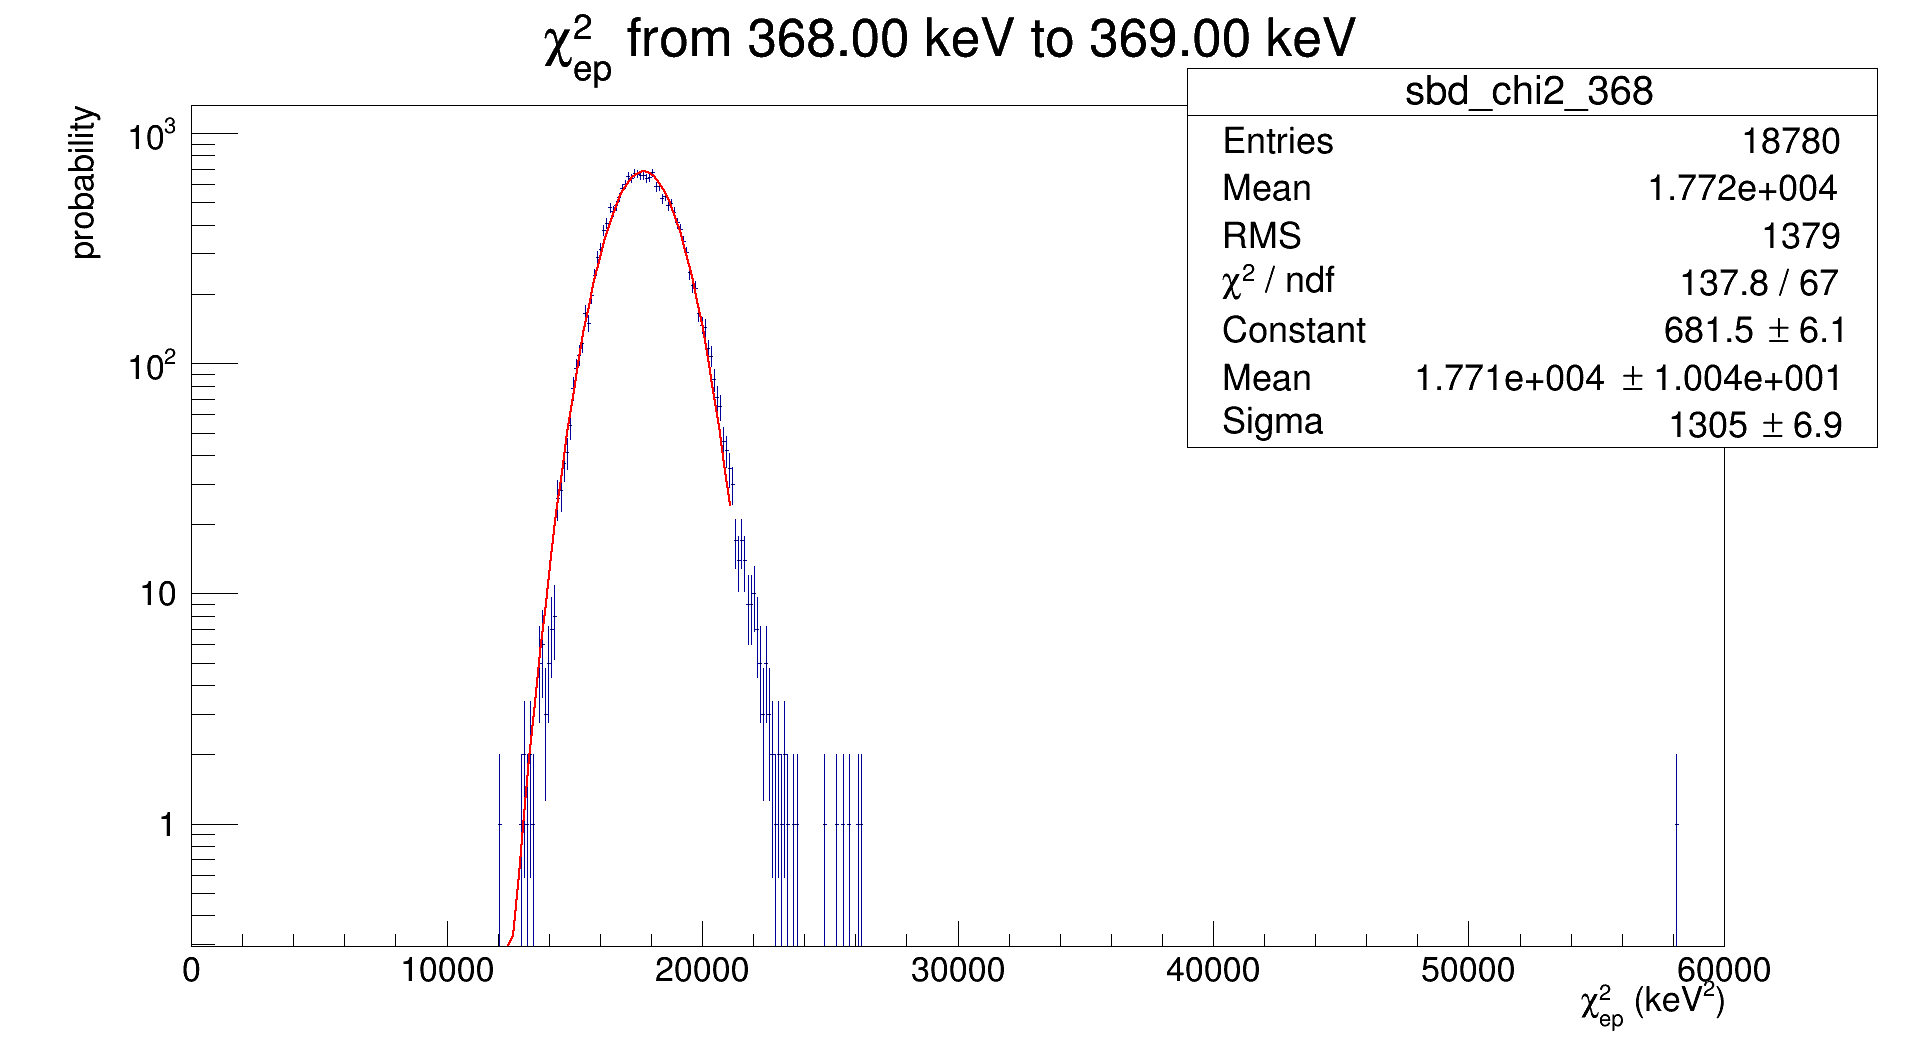 χ²ep from 368.00 keV to 369.00 keV
sbd_chi2_368
Entries 18780
Mean 1.772e+004
RMS 1379
χ² / ndf 137.8 / 67
Constant 681.5 ± 6.1
Mean 1.771e+004 ± 1.004e+001
Sigma 1305 ± 6.9
probability
10³
10²
10
1
0 10000 20000 30000 40000 50000 60000
χ²ep (keV²)